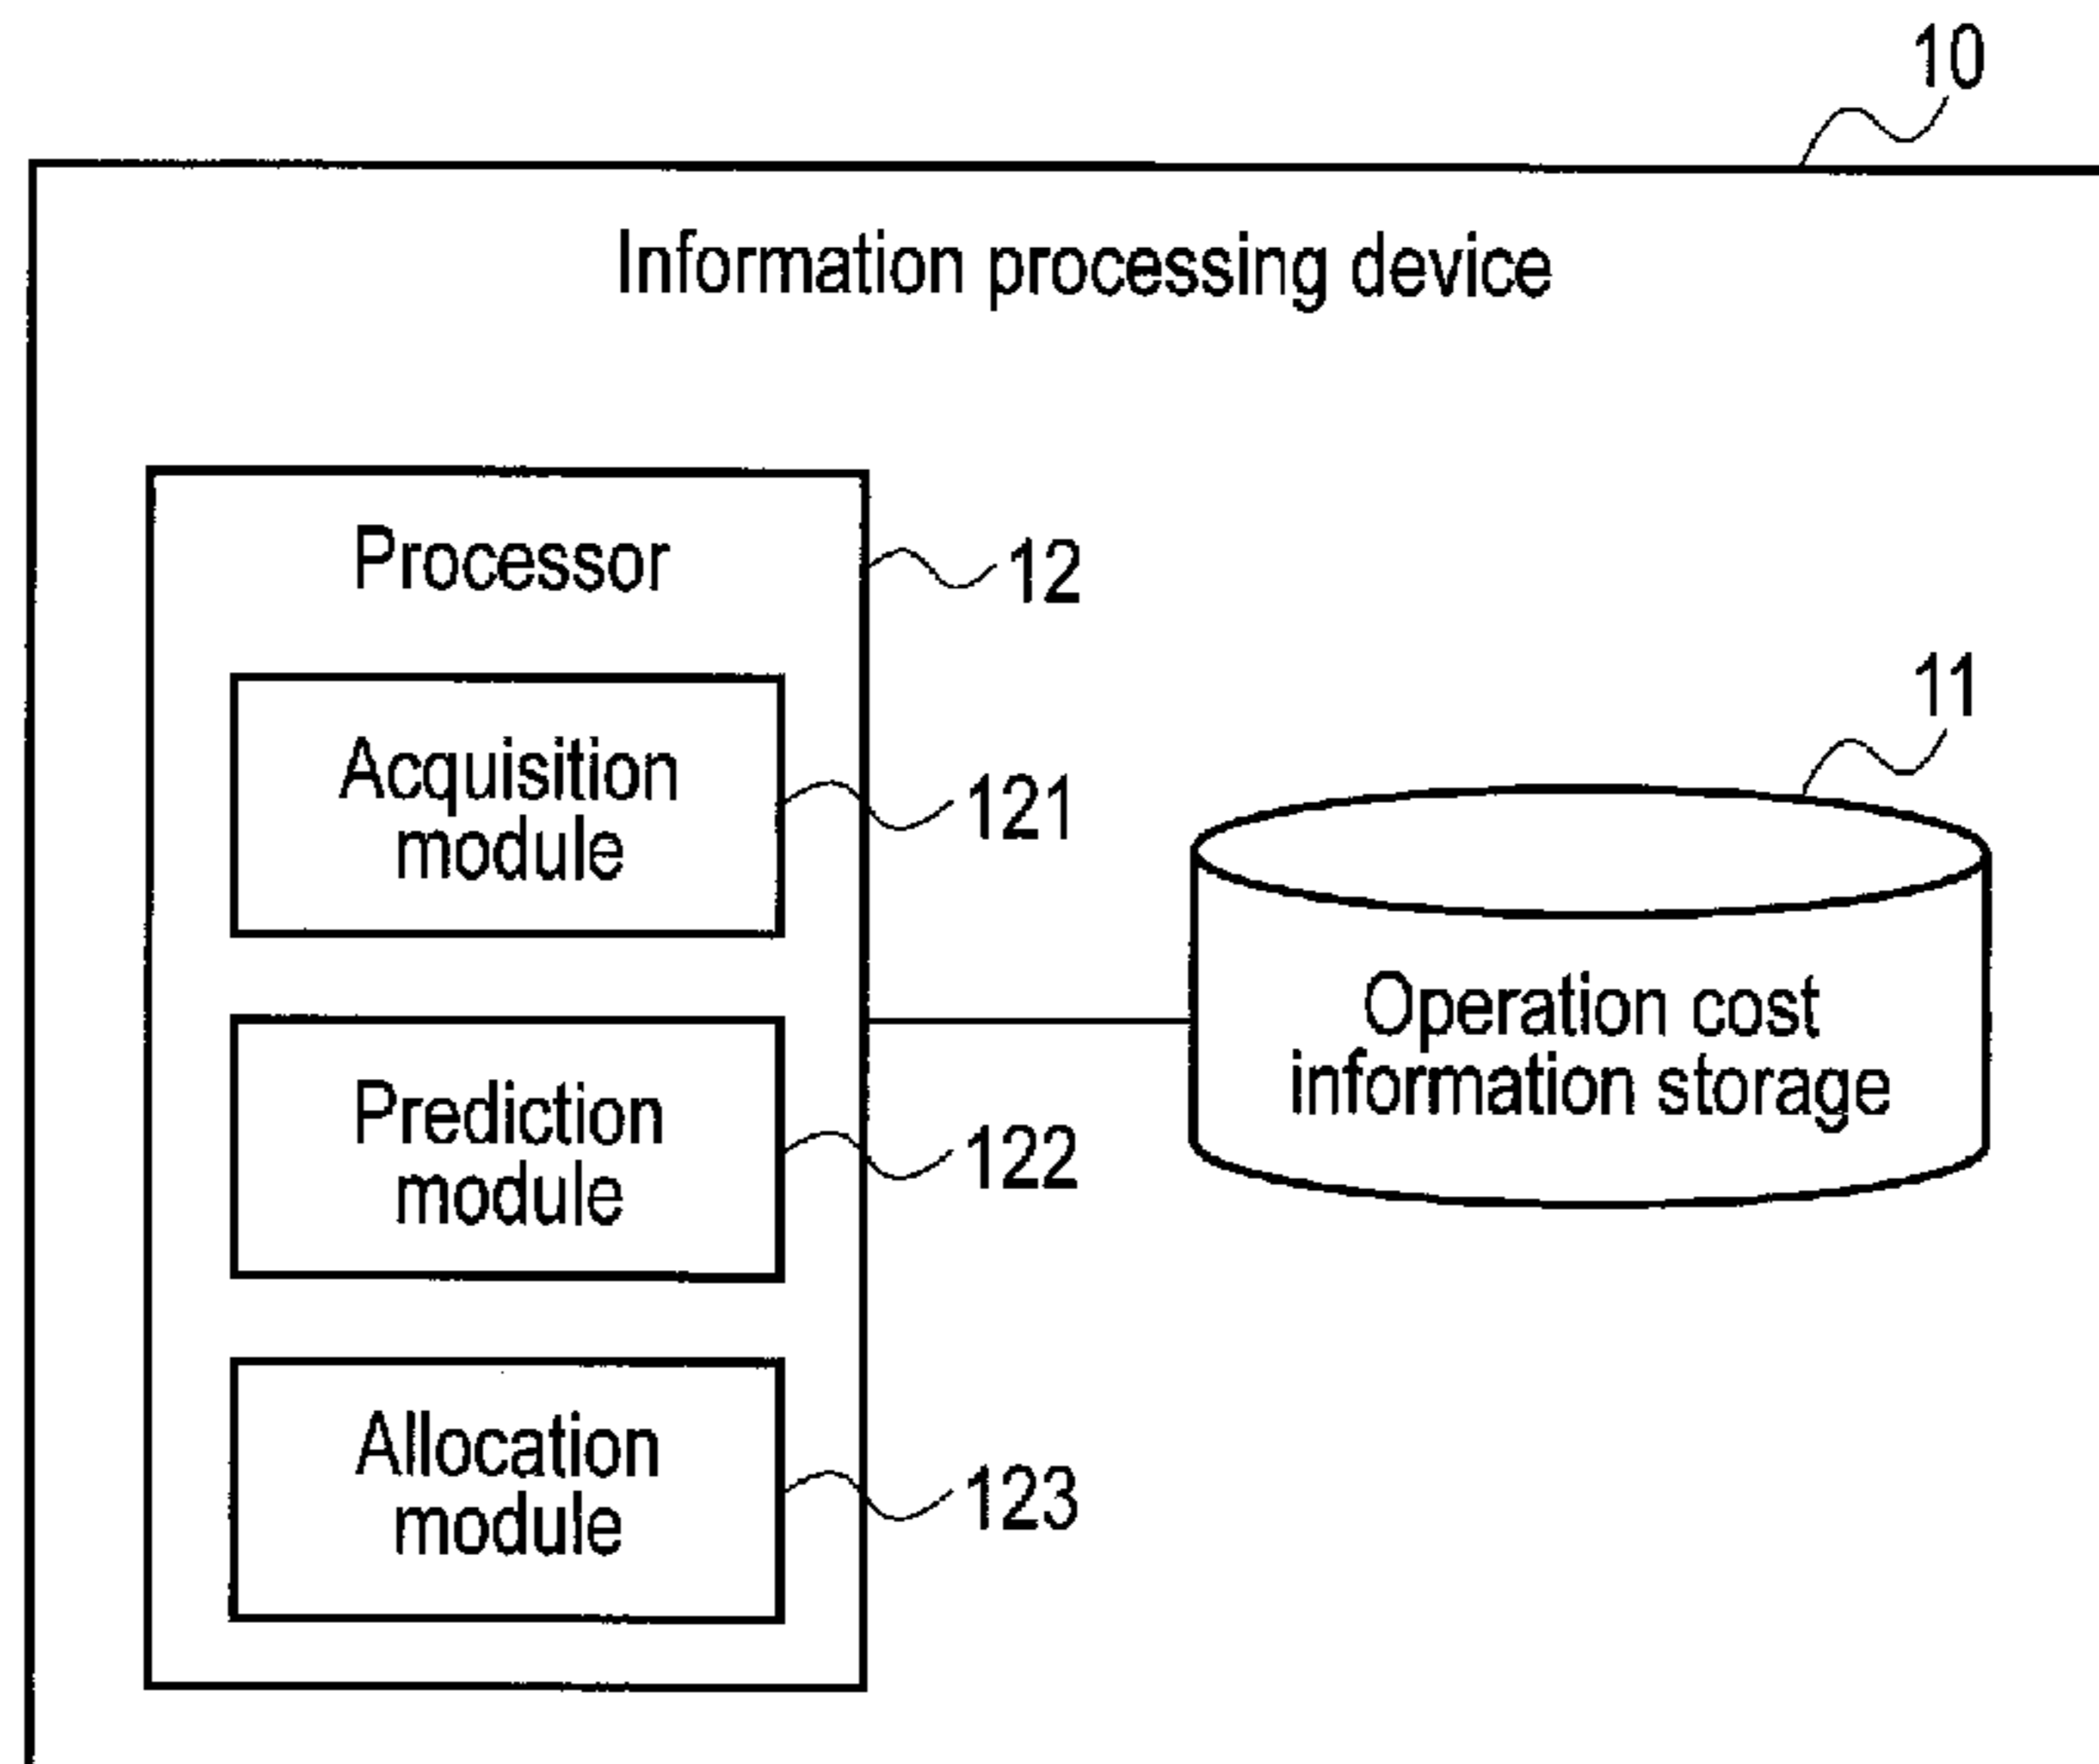 10
Information processing device
Processor
12
Acquisition
module
121
11
Operation cost
information storage
Prediction
module
122
Allocation
module
123